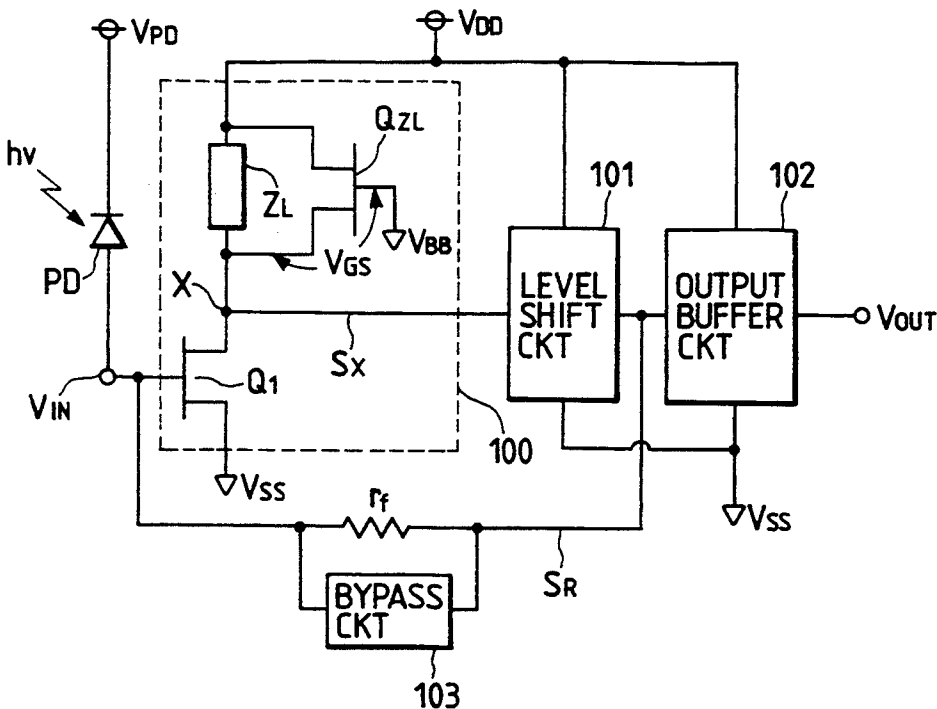 VPD
VDD
hν
QZL
ZL
101
102
PD
VGS
VBB
X
LEVEL
SHIFT
CKT
OUTPUT
BUFFER
CKT
VOUT
SX
Q1
VIN
100
VSS
rf
VSS
SR
BYPASS
CKT
103